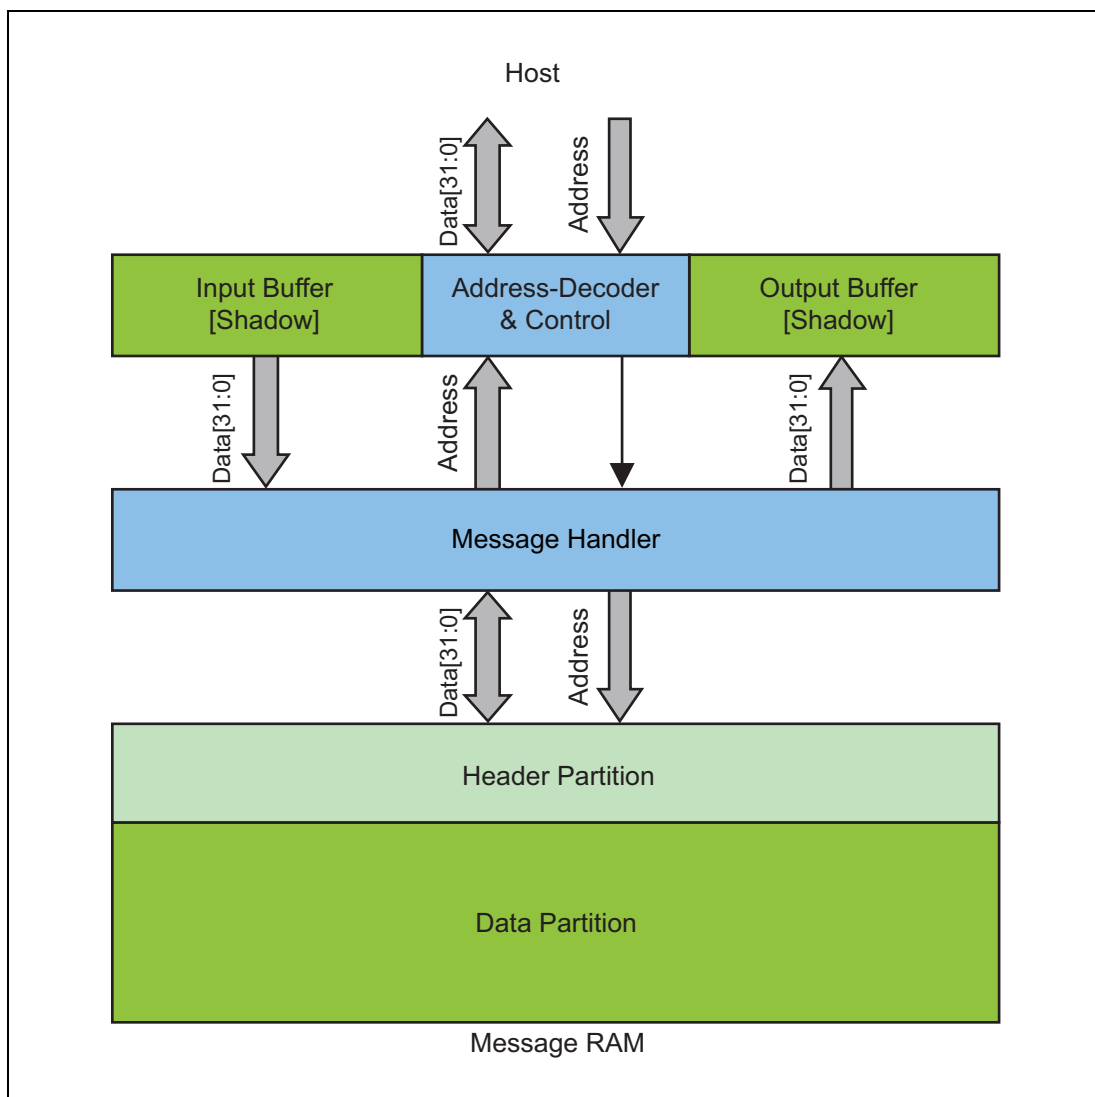 Host
Data[31:0]
Address
Input Buffer
[Shadow]
Address-Decoder
& Control
Output Buffer
[Shadow]
Data[31:0]
Address
Data[31:0]
Message Handler
Data[31:0]
Address
Header Partition
Data Partition
Message RAM